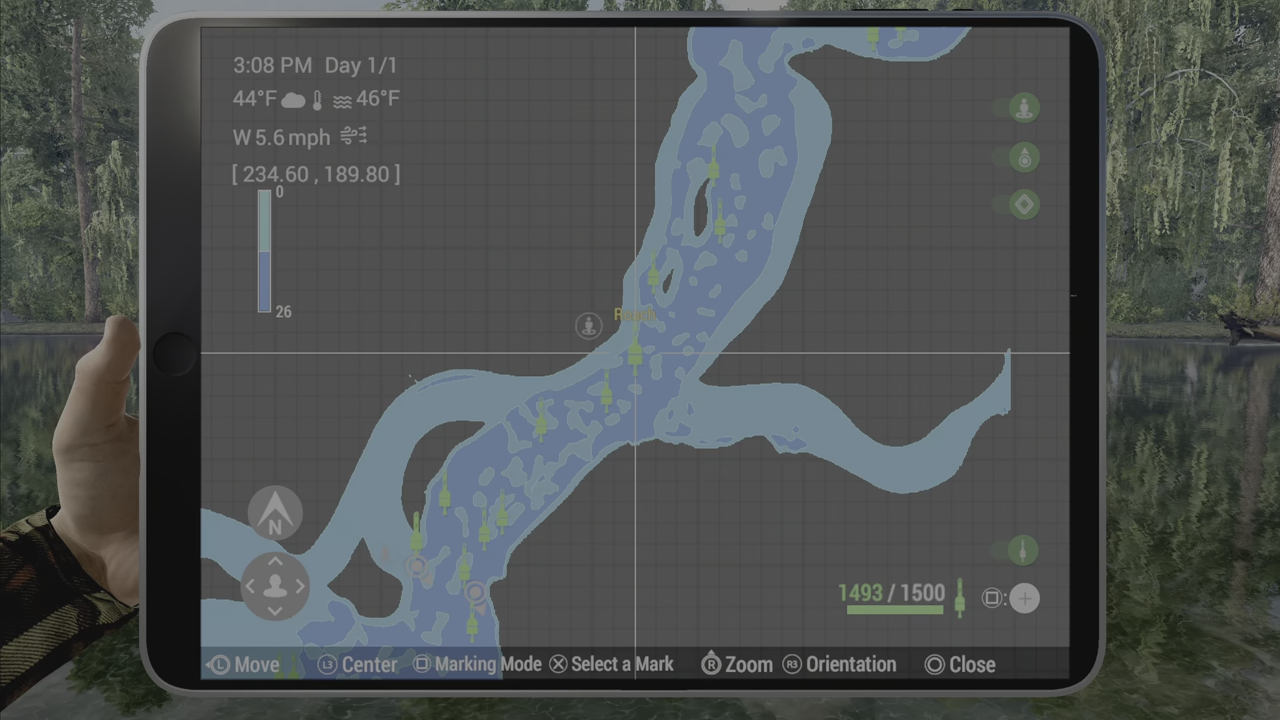 3:08 PM Day 1/1
44°F 46°F
W 5.6 mph
[ 234.60 , 189.80 ]
0
26
Reach
N
1493 / 1500
L Move L3 Center Marking Mode Select a Mark R Zoom R3 Orientation Close